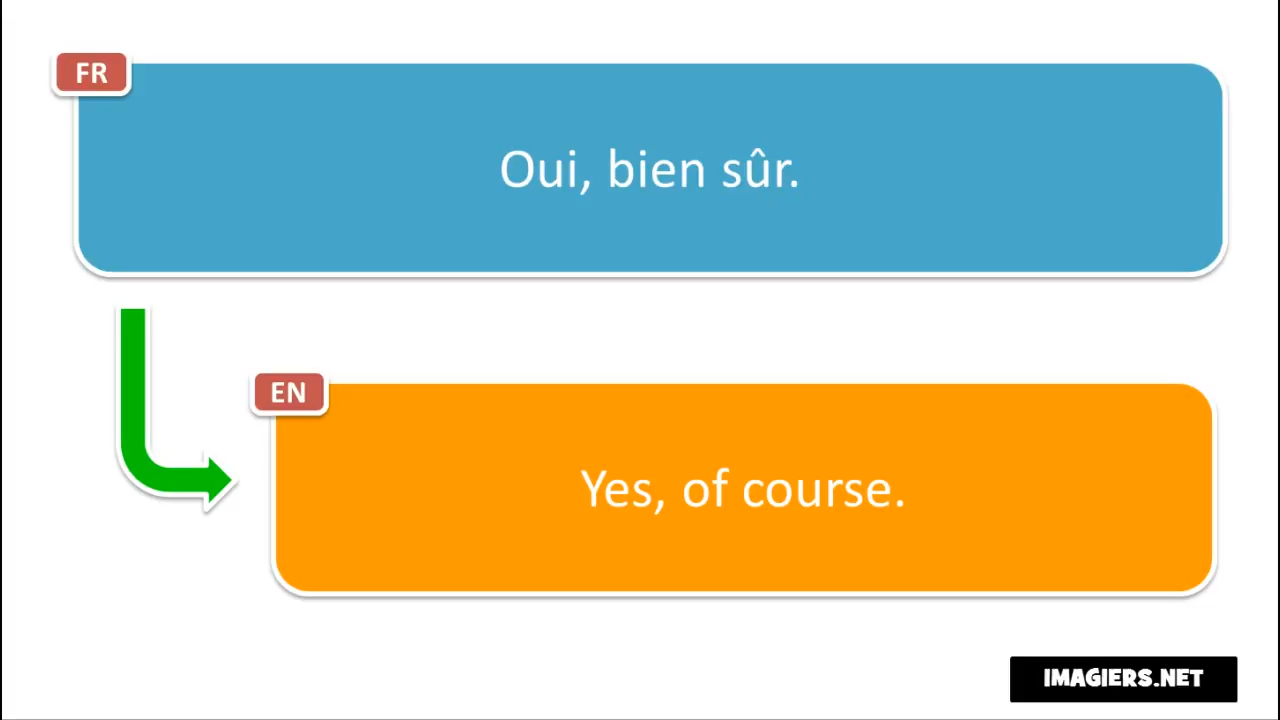 FR
Oui, bien sûr.
EN
Yes, of course.
IMAGIERS.NET